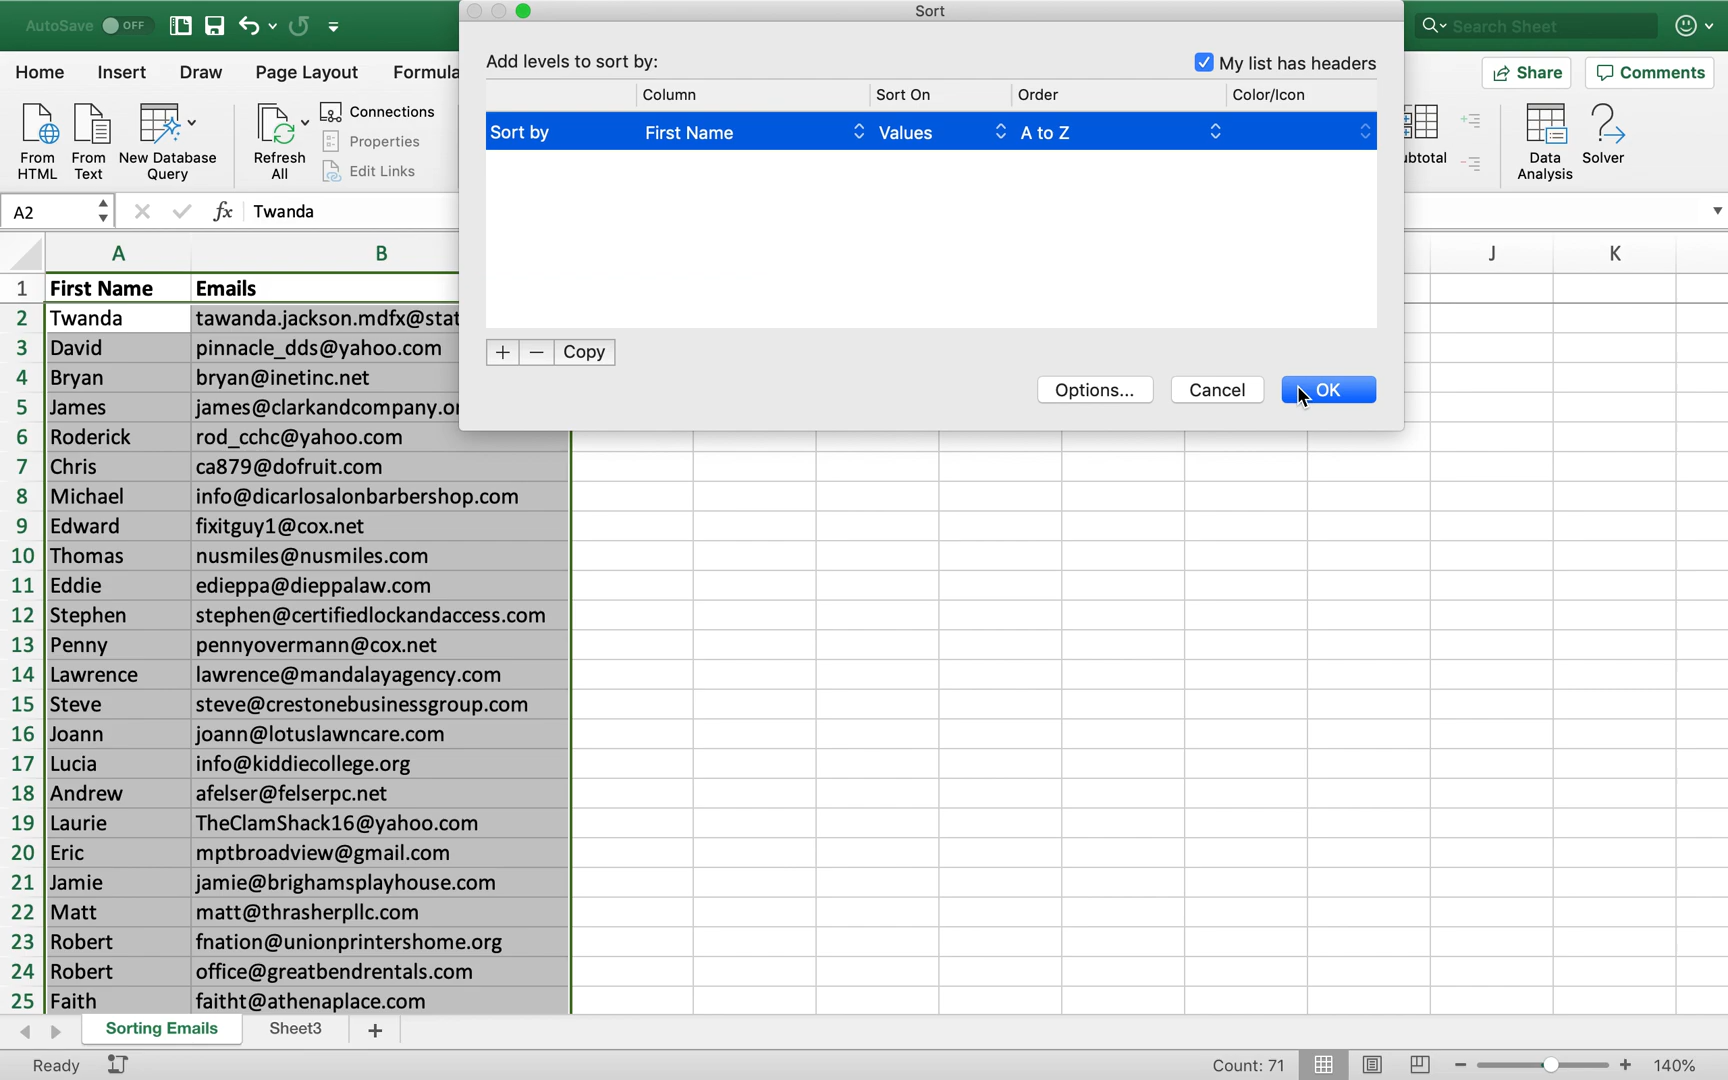 AutoSave OFF
Sort
Search Sheet
Home Insert Draw Page Layout Formula
Share Comments
From HTML
From Text
New Database Query
Refresh All
Connections
Properties
Edit Links
Data Analysis
Solver
Add levels to sort by:
My list has headers
Column Sort On Order Color/Icon
Sort by First Name Values A to Z
+ − Copy
Options... Cancel OK
A2 fx Twanda
A B J K
1 First Name Emails
2 Twanda tawanda.jackson.mdfx@stat
3 David pinnacle_dds@yahoo.com
4 Bryan bryan@inetinc.net
5 James james@clarkandcompany.or
6 Roderick rod_cchc@yahoo.com
7 Chris ca879@dofruit.com
8 Michael info@dicarlosalonbarbershop.com
9 Edward fixitguy1@cox.net
10 Thomas nusmiles@nusmiles.com
11 Eddie edieppa@dieppalaw.com
12 Stephen stephen@certifiedlockandaccess.com
13 Penny pennyovermann@cox.net
14 Lawrence lawrence@mandalayagency.com
15 Steve steve@crestonebusinessgroup.com
16 Joann joann@lotuslawncare.com
17 Lucia info@kiddiecollege.org
18 Andrew afelser@felserpc.net
19 Laurie TheClamShack16@yahoo.com
20 Eric mptbroadview@gmail.com
21 Jamie jamie@brighamsplayhouse.com
22 Matt matt@thrasherpllc.com
23 Robert fnation@unionprintershome.org
24 Robert office@greatbendrentals.com
25 Faith faitht@athenaplace.com
Sorting Emails Sheet3 +
Ready Count: 71 − + 140%